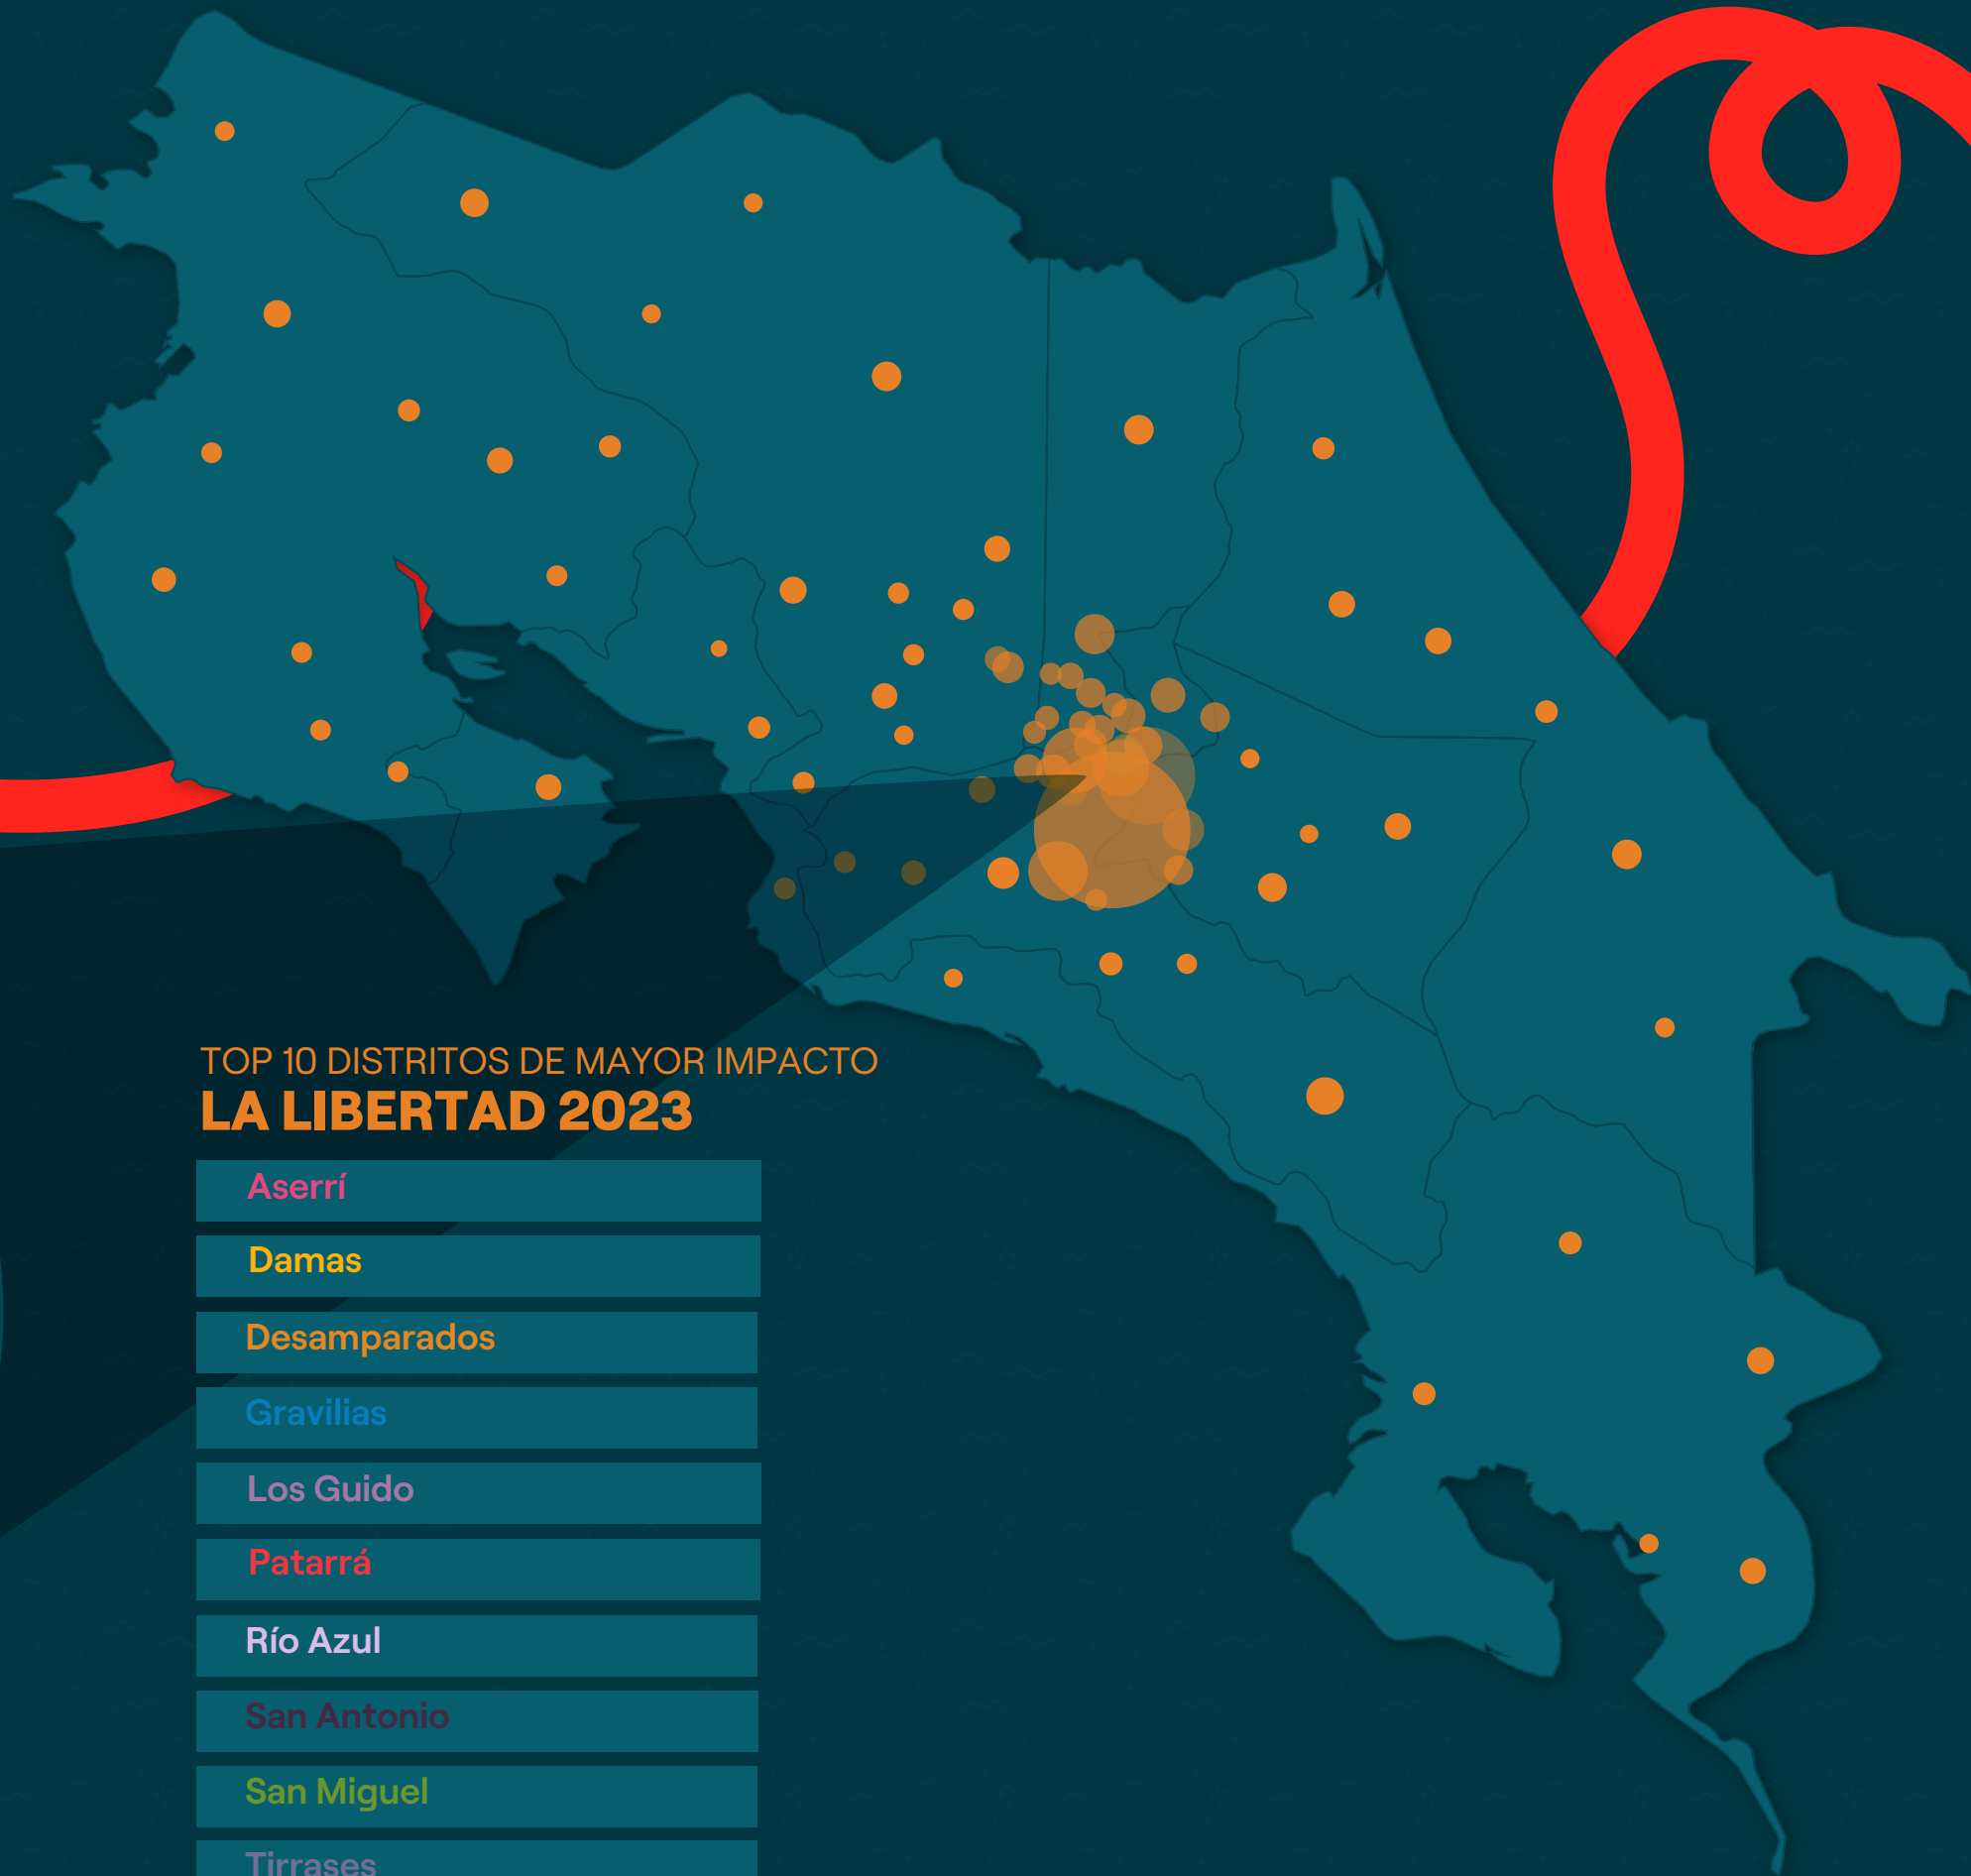 TOP 10 DISTRITOS DE MAYOR IMPACTO
LA LIBERTAD 2023
Aserrí
Damas
Desamparados
Gravilias
Los Guido
Patarrá
Río Azul
San Antonio
San Miguel
Tirrases